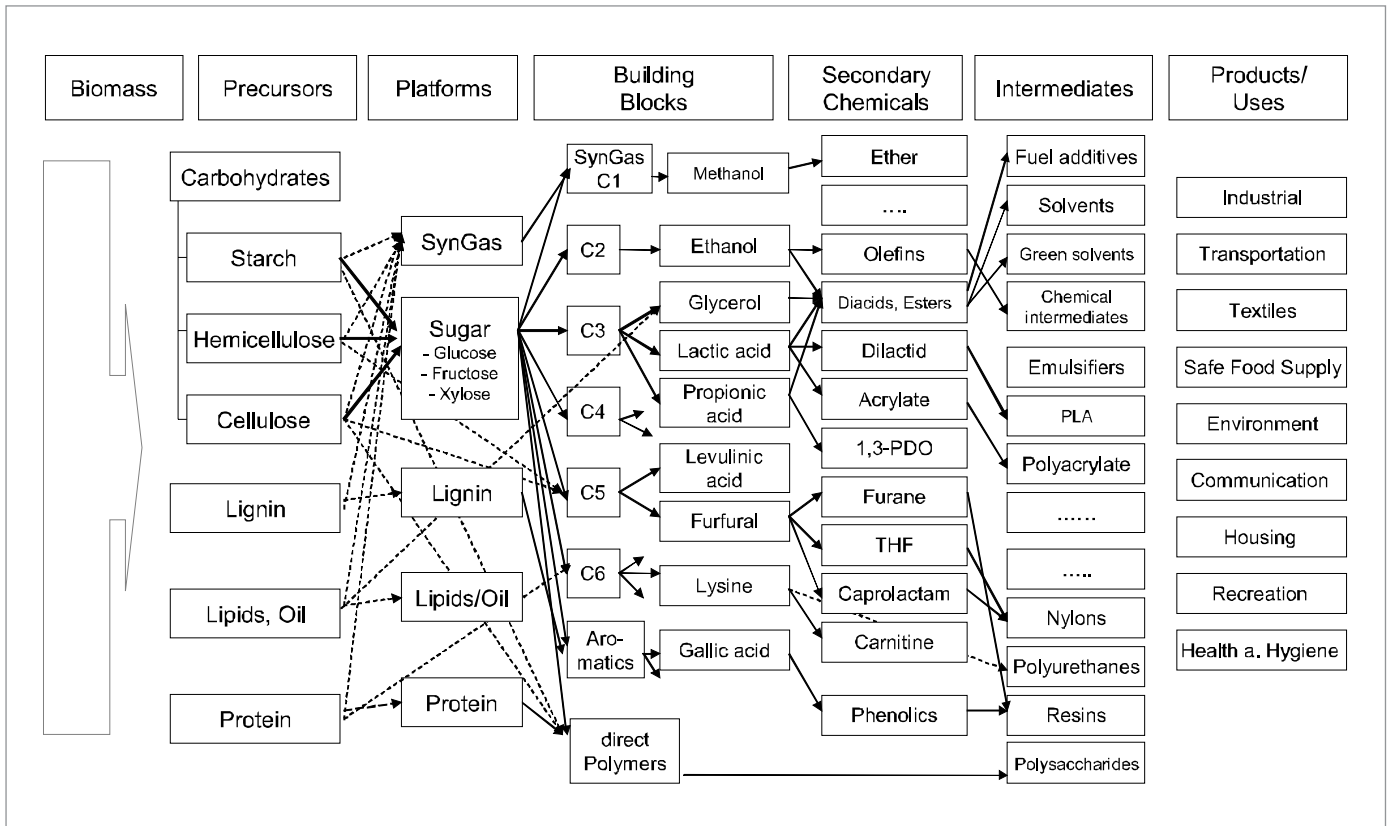 Biomass
Precursors
Platforms
Building
Blocks
Secondary
Chemicals
Intermediates
Products/
Uses
Carbohydrates
Starch
Hemicellulose
Cellulose
Lignin
Lipids, Oil
Protein
SynGas
Sugar
- Glucose
- Fructose
- Xylose
Lignin
Lipids/Oil
Protein
SynGas
C1
C2
C3
C4
C5
C6
Aro-
matics
direct
Polymers
Methanol
Ethanol
Glycerol
Lactic acid
Propionic
acid
Levulinic
acid
Furfural
Lysine
Gallic acid
Ether
....
Olefins
Diacids, Esters
Dilactid
Acrylate
1,3-PDO
Furane
THF
Caprolactam
Carnitine
Phenolics
Fuel additives
Solvents
Green solvents
Chemical
intermediates
Emulsifiers
PLA
Polyacrylate
......
.....
Nylons
Polyurethanes
Resins
Polysaccharides
Industrial
Transportation
Textiles
Safe Food Supply
Environment
Communication
Housing
Recreation
Health a. Hygiene